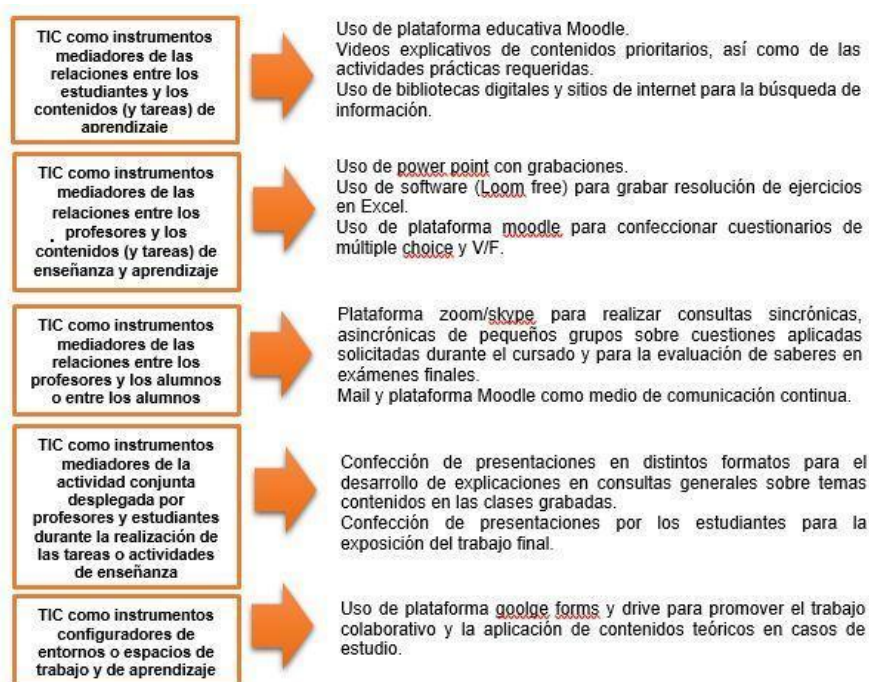 TIC como instrumentos
mediadores de las
relaciones entre los
estudiantes y los
contenidos (y tareas) de
aprendizaje
Uso de plataforma educativa Moodle.
Videos explicativos de contenidos prioritarios, así como de las
actividades prácticas requeridas.
Uso de bibliotecas digitales y sitios de internet para la búsqueda de
información.
TIC como instrumentos
mediadores de las
relaciones entre los
. profesores y los
contenidos (y tareas) de
enseñanza y aprendizaje
Uso de power point con grabaciones.
Uso de software (Loom free) para grabar resolución de ejercicios
en Excel.
Uso de plataforma moodle para confeccionar cuestionarios de
múltiple choice y V/F.
TIC como instrumentos
mediadores de las
relaciones entre los
profesores y los alumnos
o entre los alumnos
Plataforma zoom/skype para realizar consultas sincrónicas,
asincrónicas de pequeños grupos sobre cuestiones aplicadas
solicitadas durante el cursado y para la evaluación de saberes en
exámenes finales.
Mail y plataforma Moodle como medio de comunicación continua.
TIC como instrumentos
mediadores de la
actividad conjunta
desplegada por
profesores y estudiantes
durante la realización de
las tareas o actividades
de enseñanza
Confección de presentaciones en distintos formatos para el
desarrollo de explicaciones en consultas generales sobre temas
contenidos en las clases grabadas.
Confección de presentaciones por los estudiantes para la
exposición del trabajo final.
TIC como instrumentos
configuradores de
entornos o espacios de
trabajo y de aprendizaje
Uso de plataforma goolge forms y drive para promover el trabajo
colaborativo y la aplicación de contenidos teóricos en casos de
estudio.